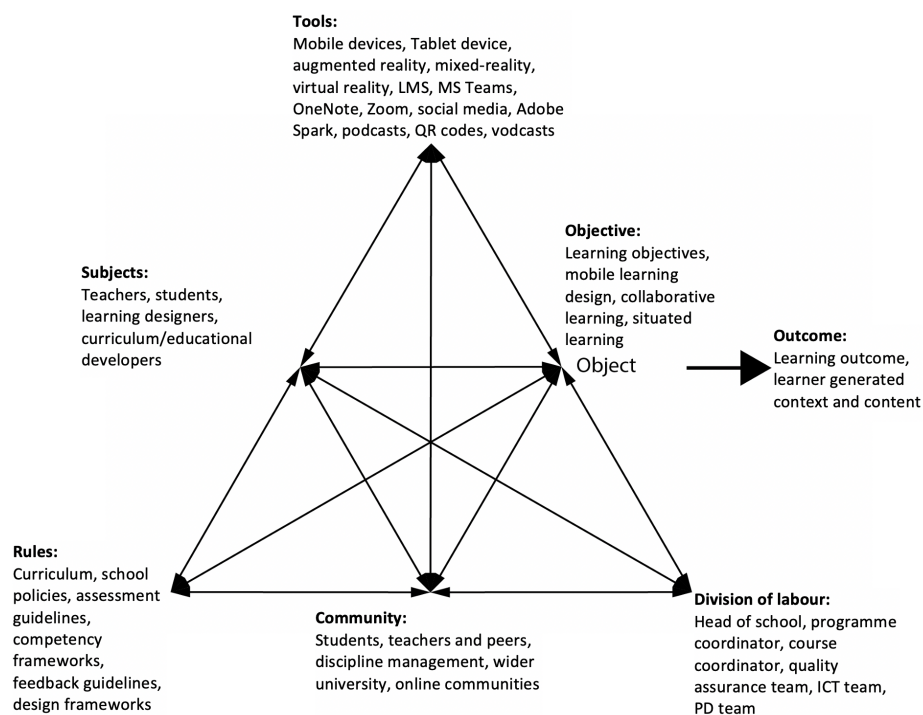 Tools:
Mobile devices, Tablet device,
augmented reality, mixed-reality,
virtual reality, LMS, MS Teams,
OneNote, Zoom, social media, Adobe
Spark, podcasts, QR codes, vodcasts
Subjects:
Teachers, students,
learning designers,
curriculum/educational
developers
Objective:
Learning objectives,
mobile learning
design, collaborative
learning, situated
learning
Object
Outcome:
Learning outcome,
learner generated
context and content
Rules:
Curriculum, school
policies, assessment
guidelines,
competency
frameworks,
feedback guidelines,
design frameworks
Community:
Students, teachers and peers,
discipline management, wider
university, online communities
Division of labour:
Head of school, programme
coordinator, course
coordinator, quality
assurance team, ICT team,
PD team